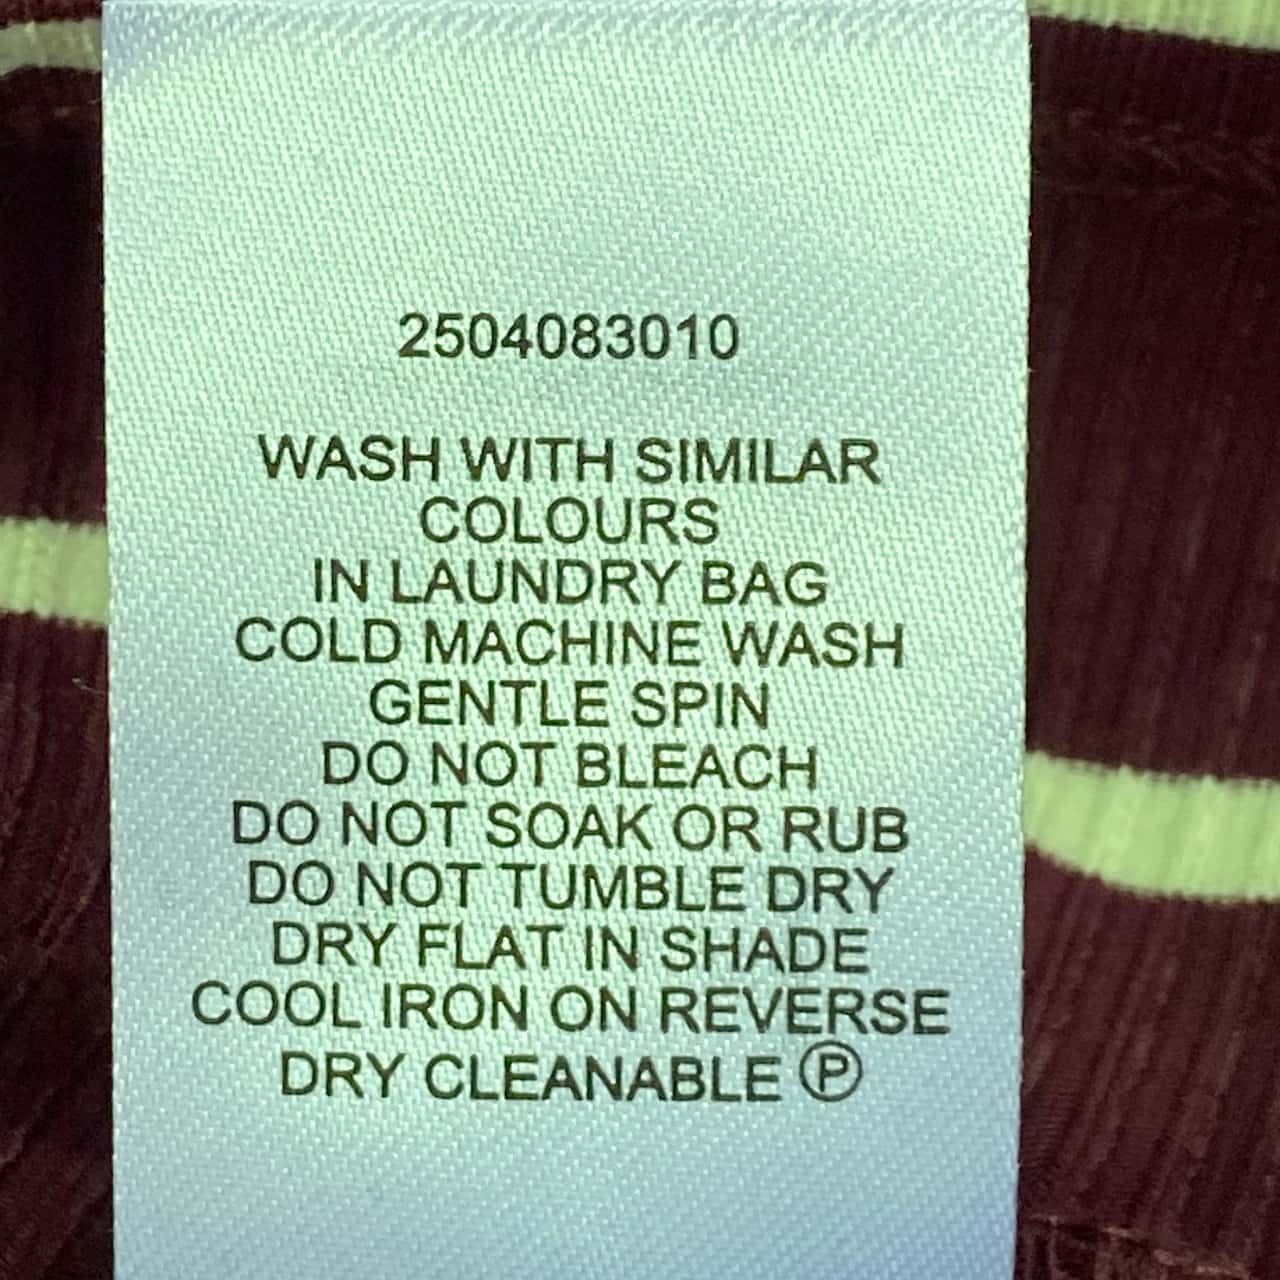 2504083010
WASH WITH SIMILAR
COLOURS
IN LAUNDRY BAG
COLD MACHINE WASH
GENTLE SPIN
DO NOT BLEACH
DO NOT SOAK OR RUB
DO NOT TUMBLE DRY
DRY FLAT IN SHADE
COOL IRON ON REVERSE
DRY CLEANABLE Ⓟ